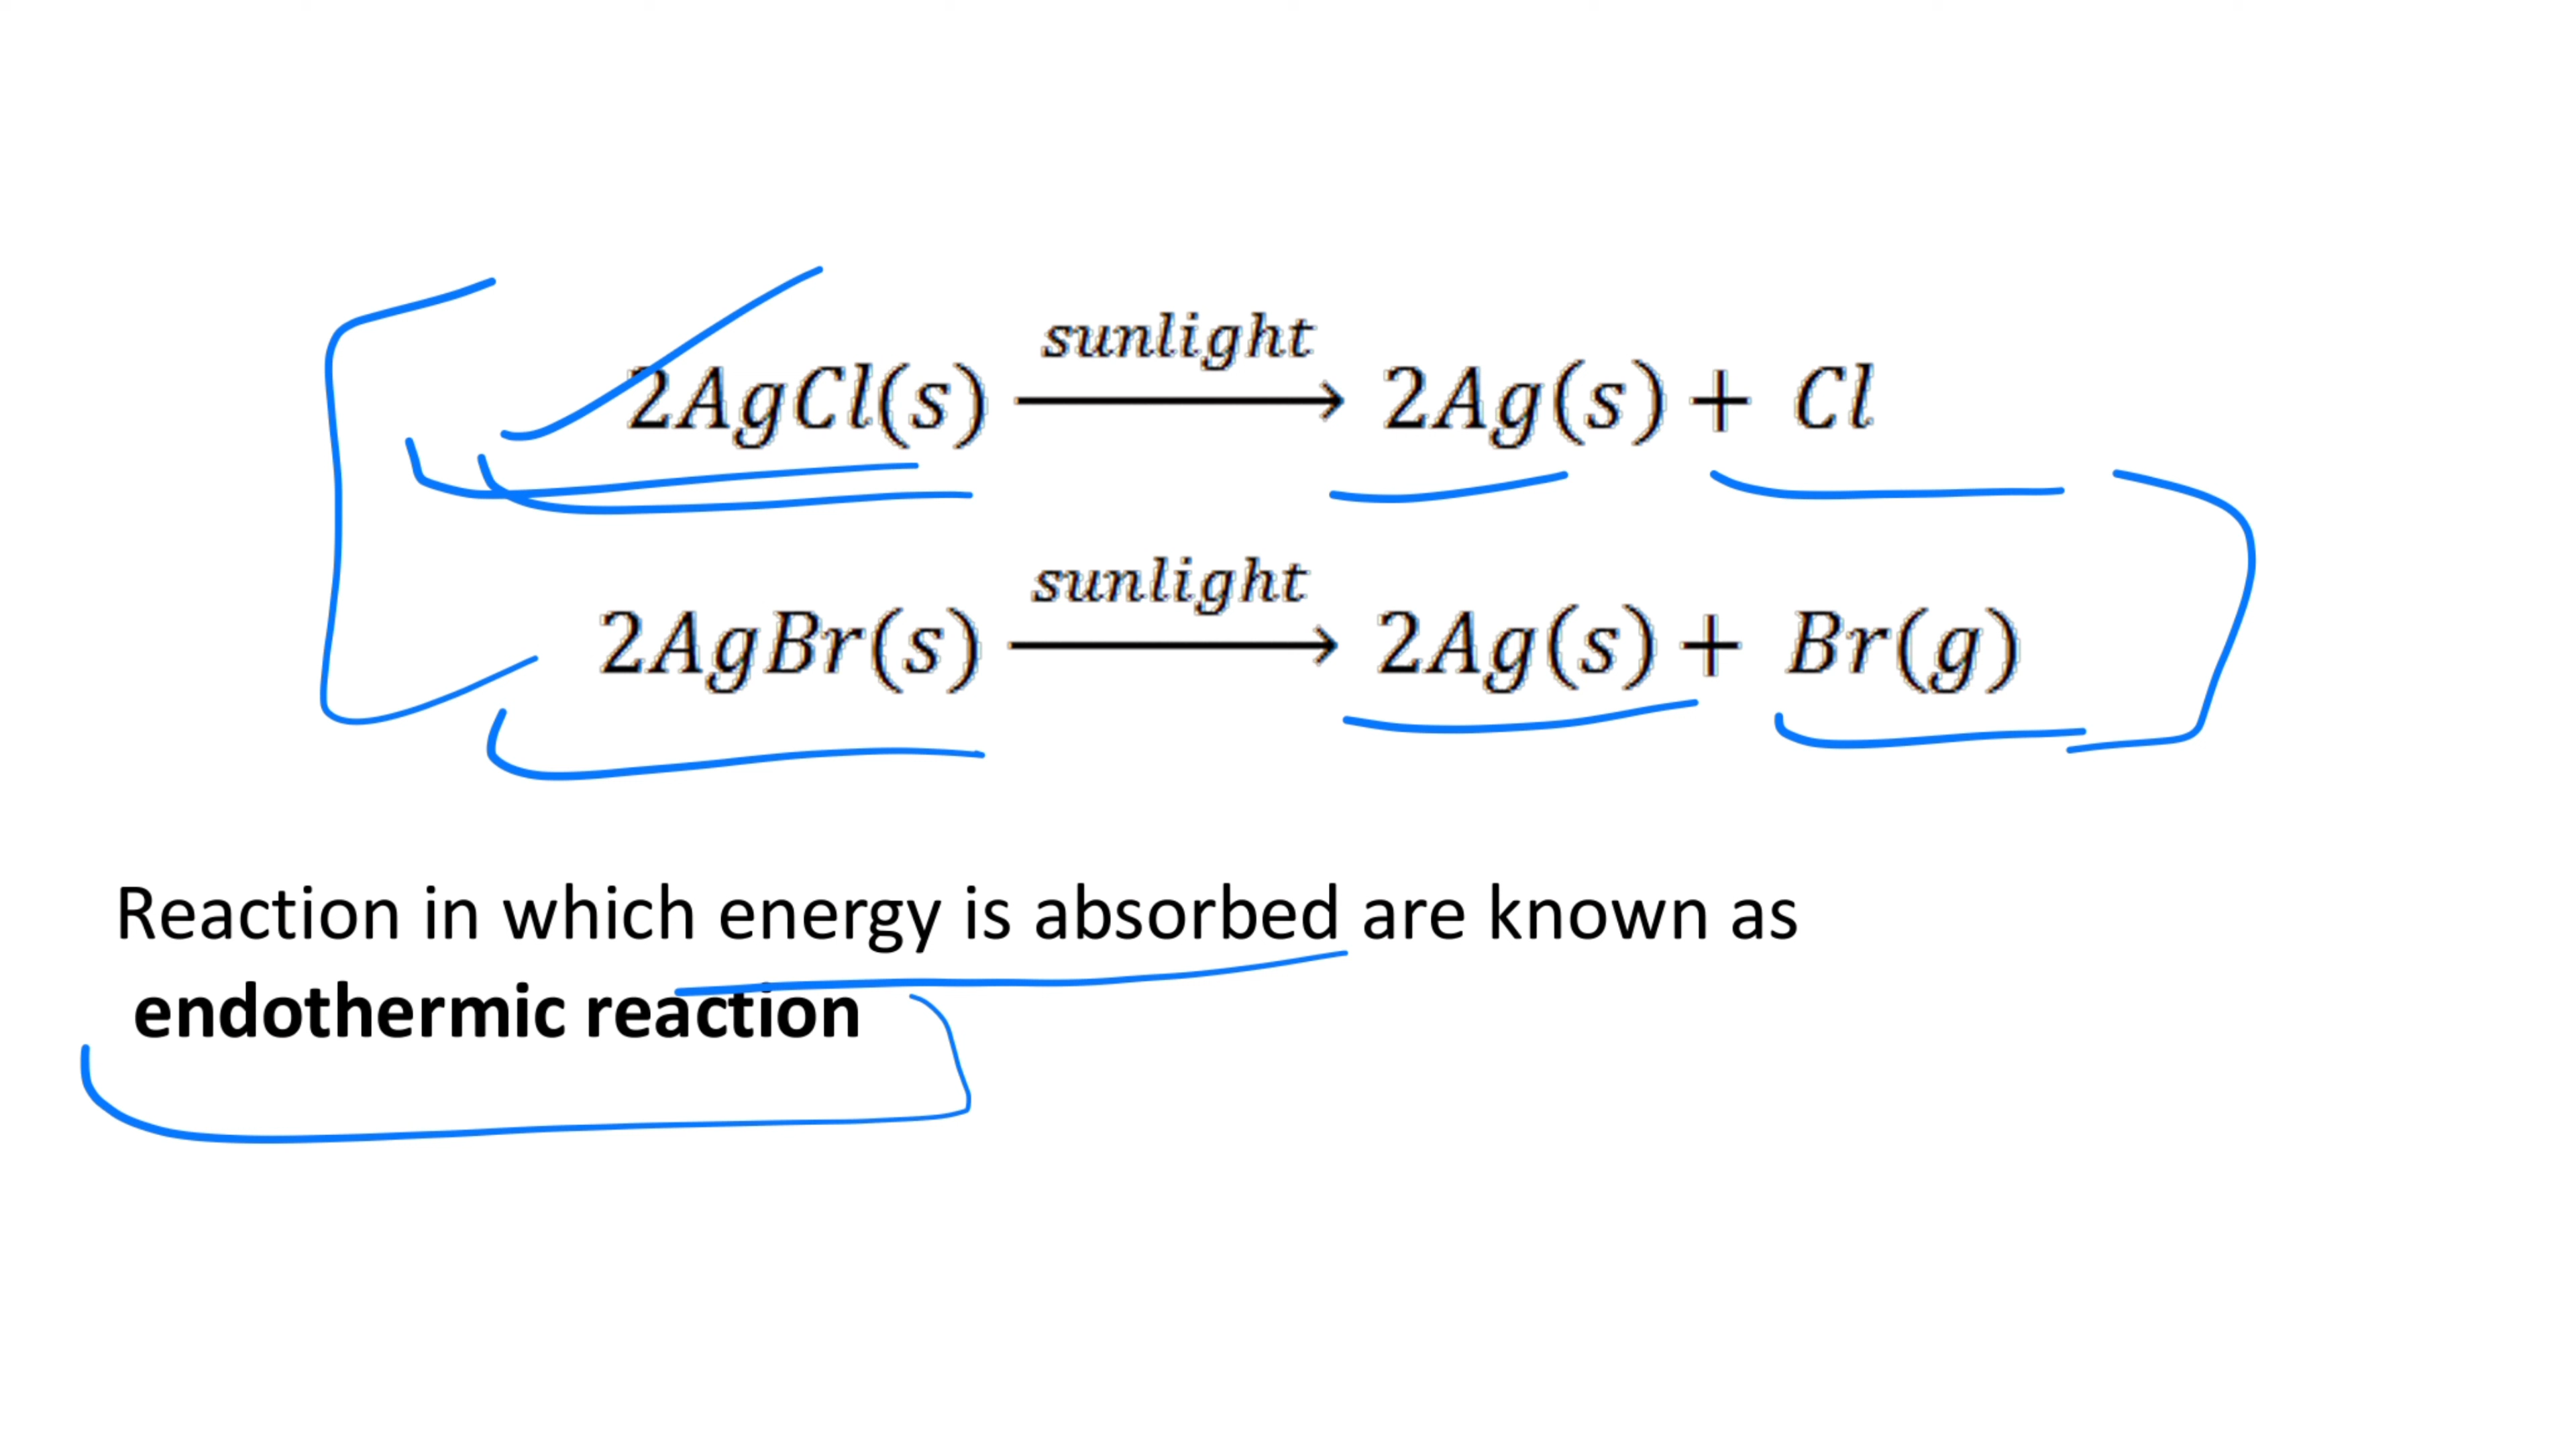 sunlight
2AgCl(s) ⟶ 2Ag(s) + Cl
sunlight
2AgBr(s) ⟶ 2Ag(s) + Br(g)
Reaction in which energy is absorbed are known as
endothermic reaction